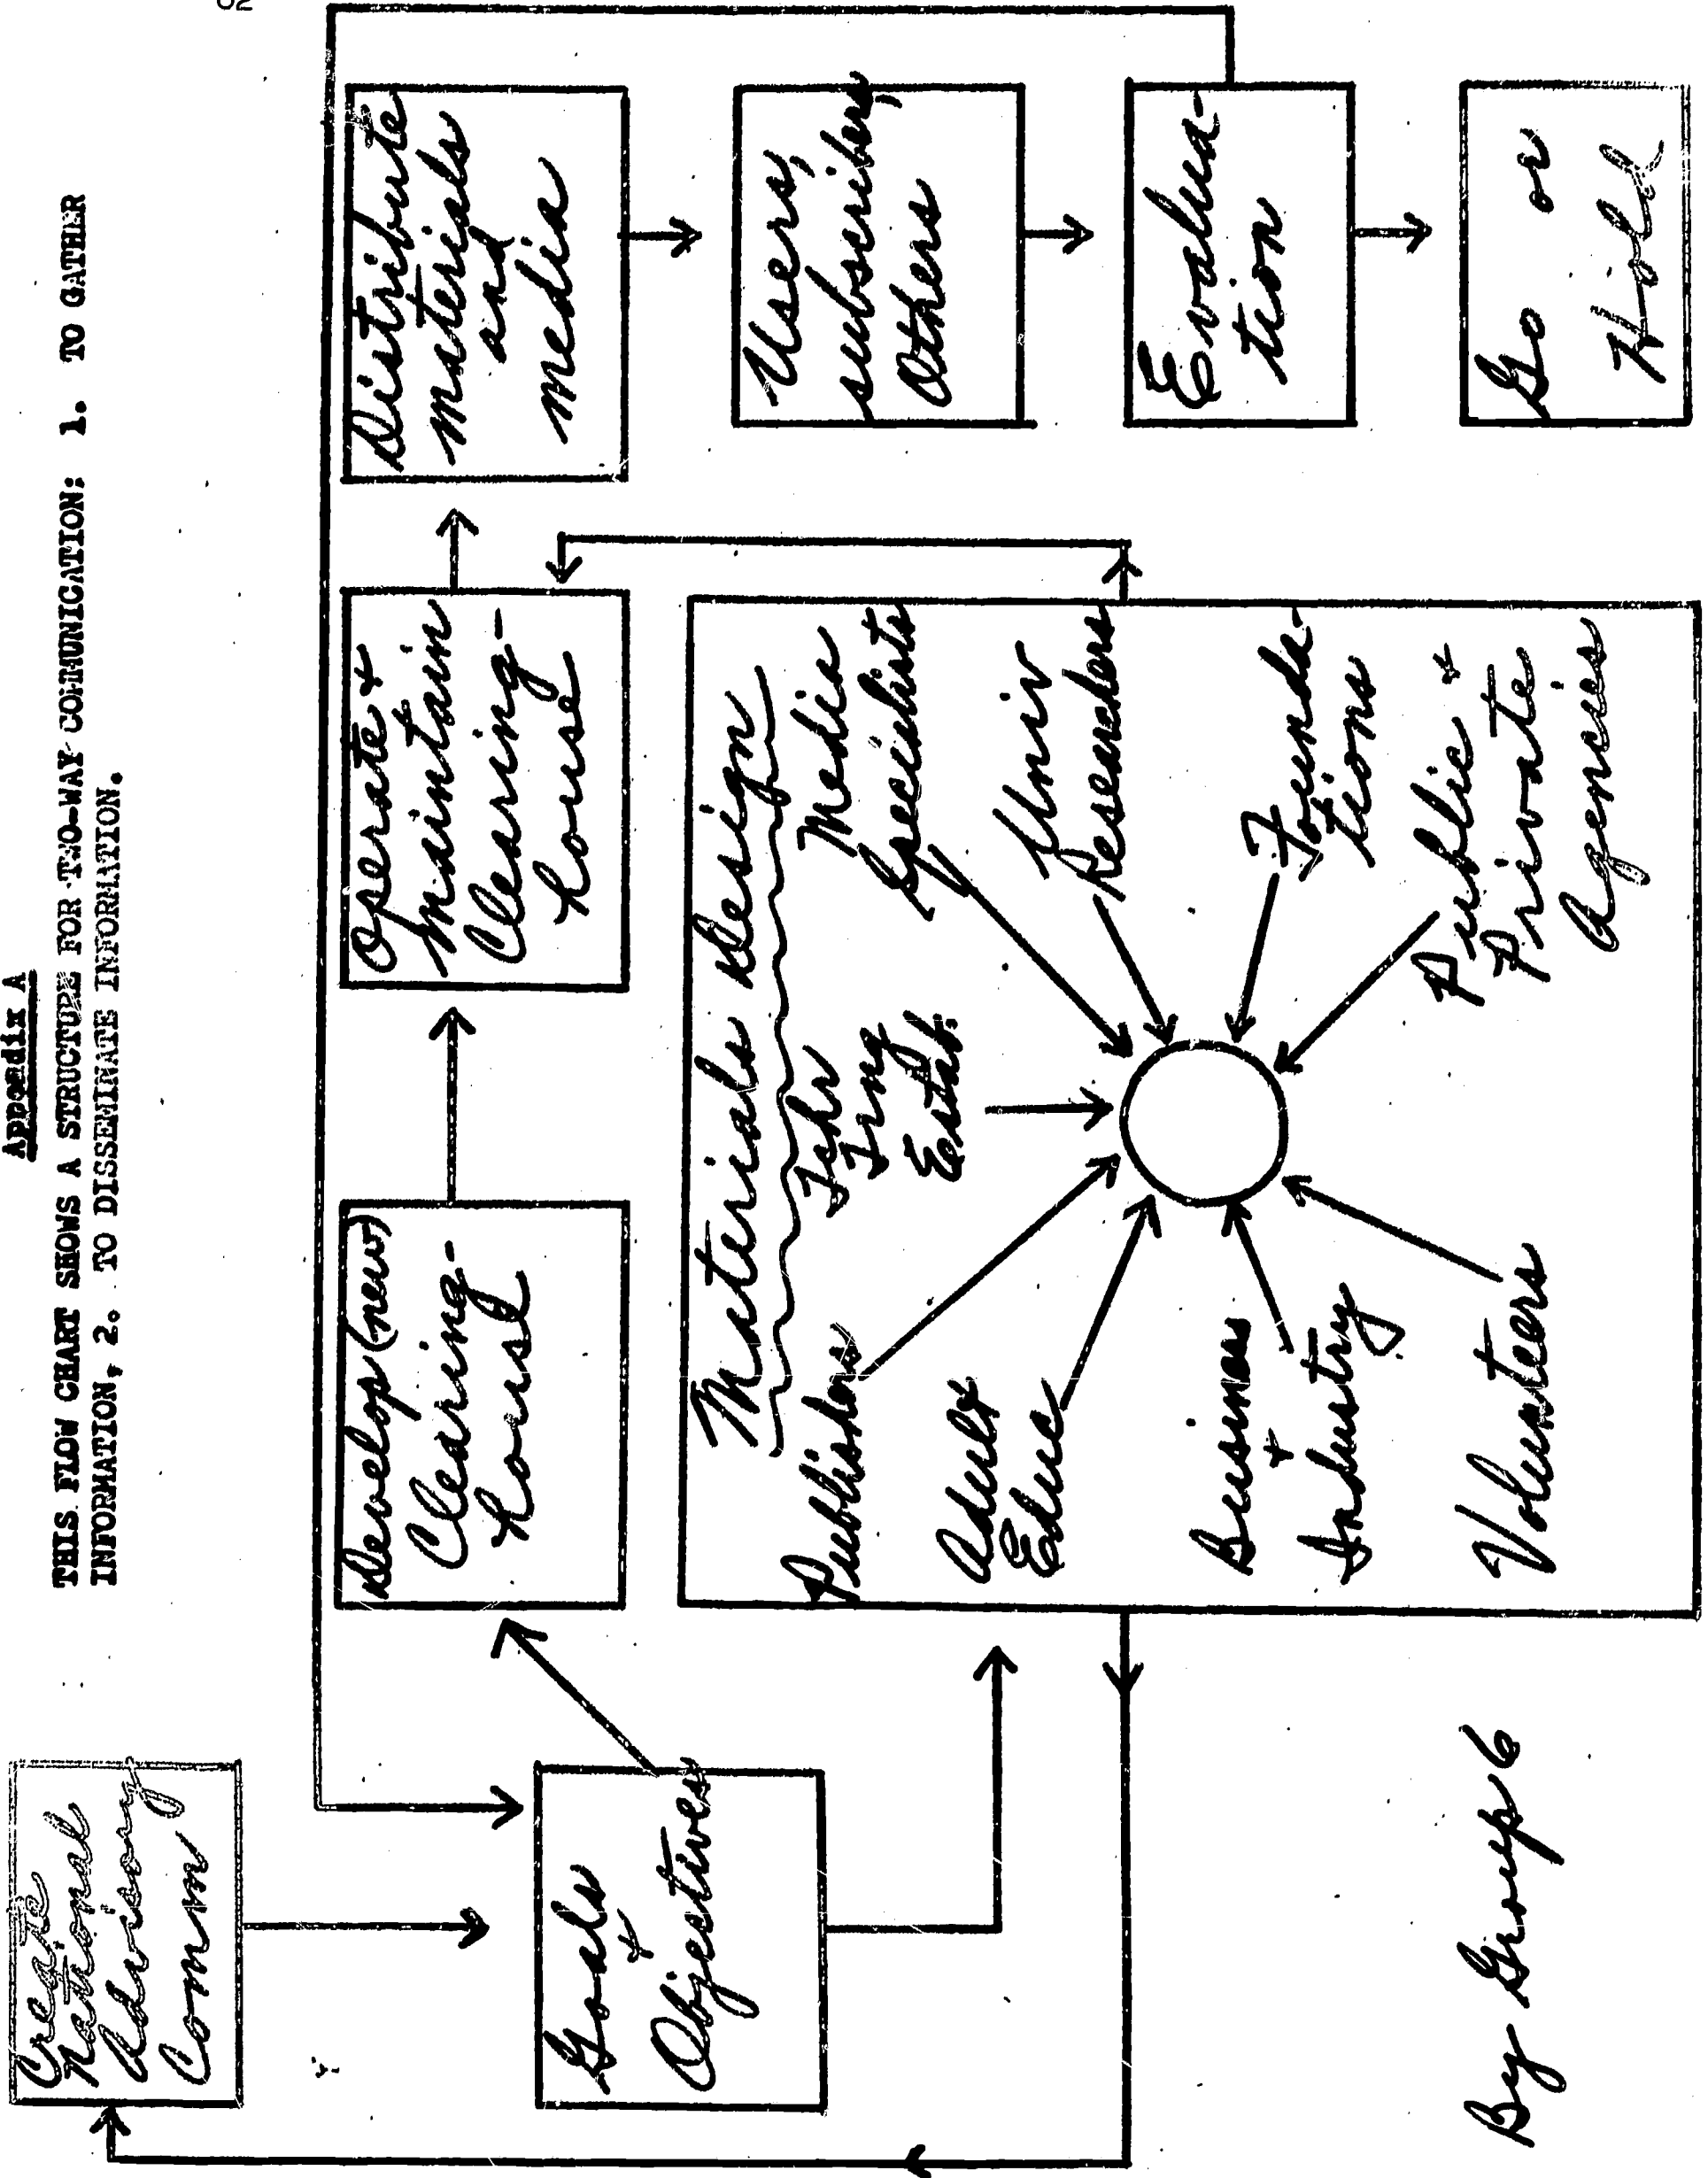 Appendix A
THIS FLOW CHART SHOWS A STRUCTURE FOR TWO-WAY COMMUNICATION: 1. TO GATHER
INFORMATION, 2. TO DISSEMINATE INFORMATION.
Create
National
Advisory
Comm
Goals
+
Objectives
Develop (new)
Clearing-
house
Operate +
Maintain
Clearing-
house
Distribute
materials
and
media
Users,
subscribers,
Others
Evalua-
tion
Go or
Hold
Materials Design
Publishers
Tchr
Tng
Estab.
Media
Specialists
Adult
Educ
Univ
Researchers
Business
+
Industry
Founda-
tions
Volunteers
Public +
Private
Agencies
By Group 6